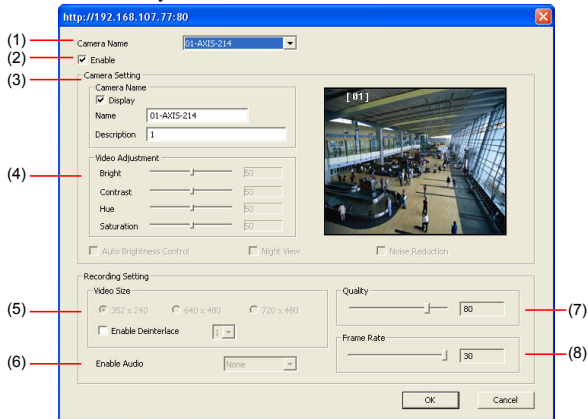 http://192.168.107.77:80
(1) Camera Name 01-AXIS-214
(2) Enable
(3) Camera Setting
Camera Name
Display
Name 01-AXIS-214
Description 1
[01]
(4) Video Adjustment
Bright 50
Contrast 50
Hue 50
Saturation 50
Auto Brightness Control Night View Noise Reduction
Recording Setting
(5) Video Size
352 x 240 640 x 480 720 x 480
Enable Deinterlace 1
Quality
80 (7)
Frame Rate
30 (8)
(6) Enable Audio None
OK Cancel